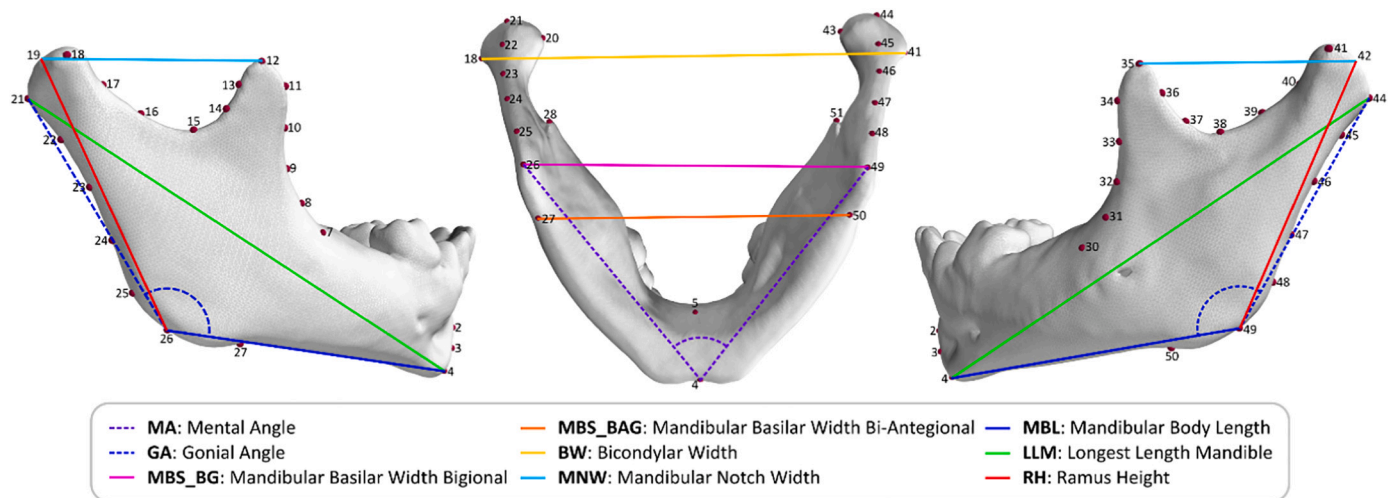 19 18 12 17 13 11 16 14 15 10 21 22 9 23 8 7 24 25 26 27 2 3 4
21 20 22 18 23 24 25 28 26 27 5 4 44 43 45 41 46 47 51 48 49 50
35 41 42 36 40 34 37 39 38 44 33 45 32 46 31 30 47 48 49 50 2 3 4
MA: Mental Angle
GA: Gonial Angle
MBS_BG: Mandibular Basilar Width Bigional
MBS_BAG: Mandibular Basilar Width Bi-Antegional
BW: Bicondylar Width
MNW: Mandibular Notch Width
MBL: Mandibular Body Length
LLM: Longest Length Mandible
RH: Ramus Height